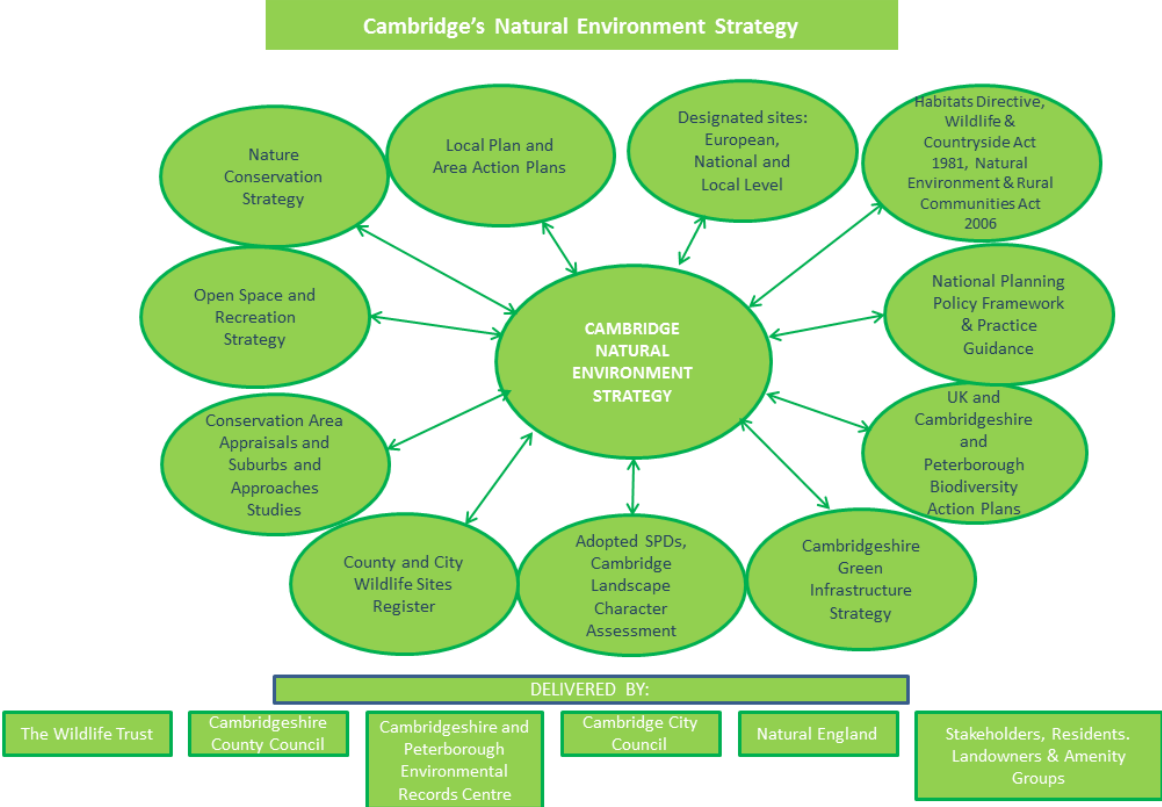 Cambridge's Natural Environment Strategy
Nature
Conservation
Strategy
Local Plan and
Area Action Plans
Designated sites:
European,
National and
Local Level
Habitats Directive,
Wildlife &
Countryside Act
1981, Natural
Environment & Rural
Communities Act
2006
Open Space and
Recreation
Strategy
CAMBRIDGE
NATURAL
ENVIRONMENT
STRATEGY
National Planning
Policy Framework
& Practice
Guidance
Conservation Area
Appraisals and
Suburbs and
Approaches
Studies
UK and
Cambridgeshire
and
Peterborough
Biodiversity
Action Plans
County and City
Wildlife Sites
Register
Adopted SPDs,
Cambridge
Landscape
Character
Assessment
Cambridgeshire
Green
Infrastructure
Strategy
DELIVERED BY:
The Wildlife Trust
Cambridgeshire
County Council
Cambridgeshire and
Peterborough
Environmental
Records Centre
Cambridge City
Council
Natural England
Stakeholders, Residents.
Landowners & Amenity
Groups